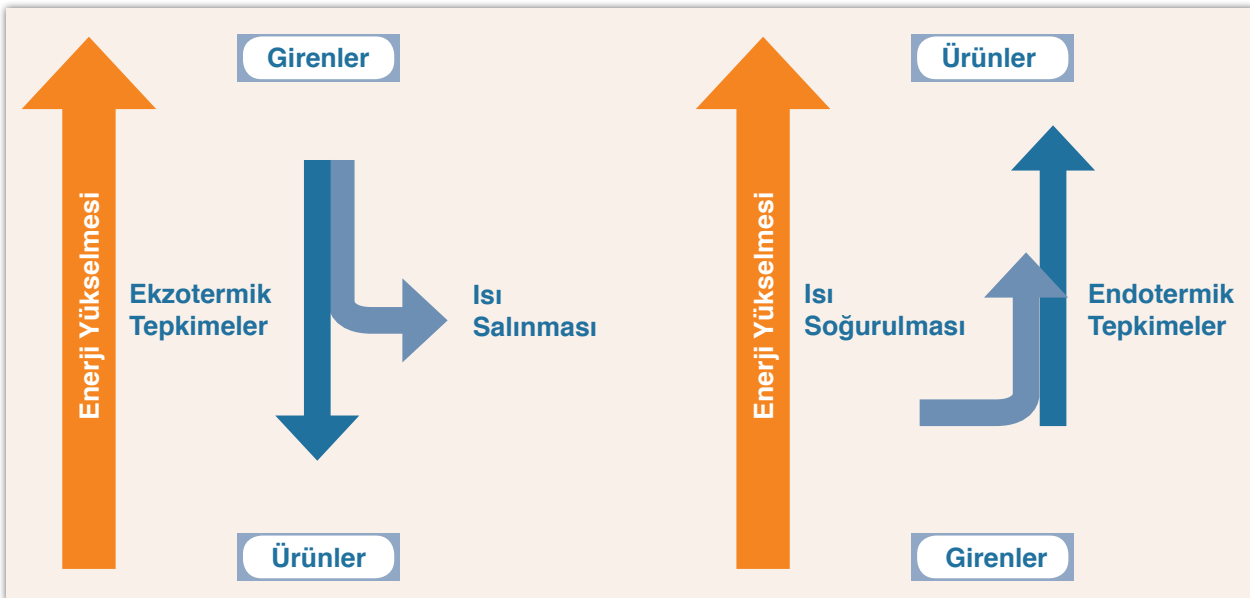 Girenler
Enerji Yükselmesi
Ekzotermik
Tepkimeler
Isı
Salınması
Ürünler
Ürünler
Enerji Yükselmesi
Isı
Soğurulması
Endotermik
Tepkimeler
Girenler